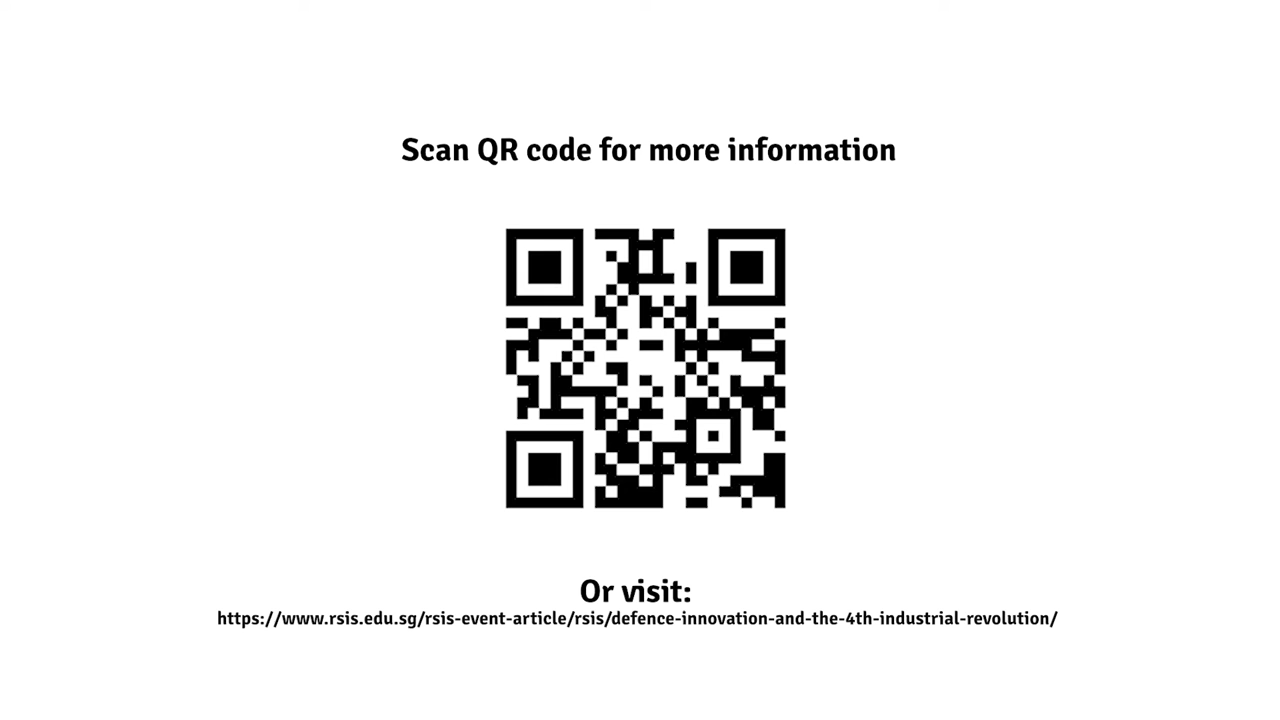 Scan QR code for more information
Or visit:
https://www.rsis.edu.sg/rsis-event-article/rsis/defence-innovation-and-the-4th-industrial-revolution/